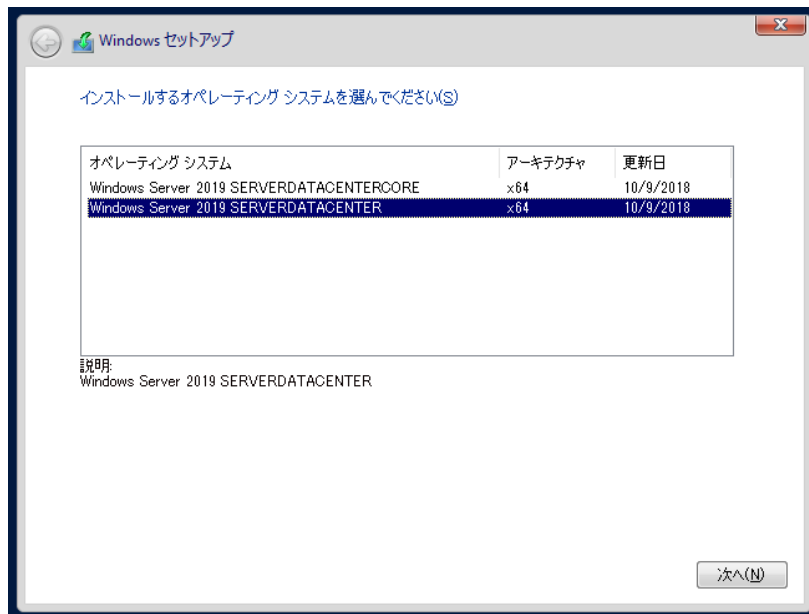 Windows セットアップ
インストールするオペレーティング システムを選んでください(S)
オペレーティング システム アーキテクチャ 更新日
Windows Server 2019 SERVERDATACENTERCORE x64 10/9/2018
Windows Server 2019 SERVERDATACENTER x64 10/9/2018
説明:
Windows Server 2019 SERVERDATACENTER
次へ(N)